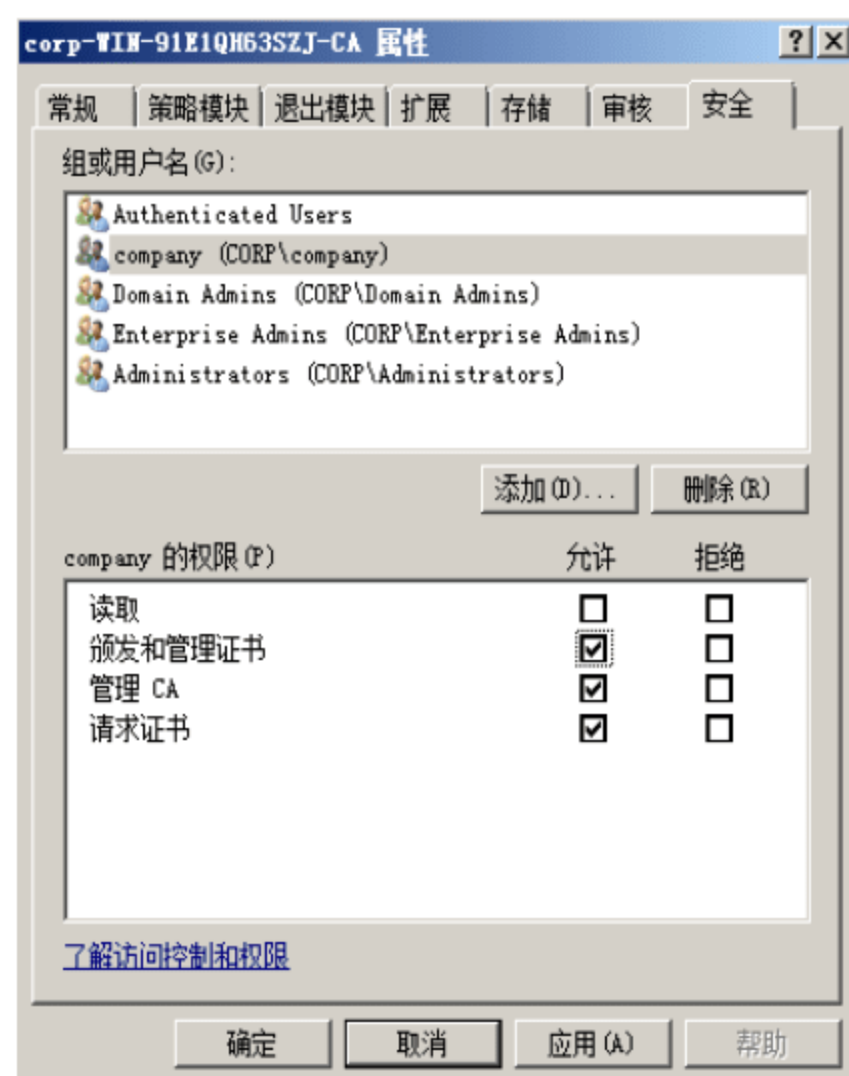 corp-WIN-91E1QH63SZJ-CA 属性
常规 策略模块 退出模块 扩展 存储 审核 安全
组或用户名(G):
Authenticated Users
company (CORP\company)
Domain Admins (CORP\Domain Admins)
Enterprise Admins (CORP\Enterprise Admins)
Administrators (CORP\Administrators)
添加(D)... 删除(R)
company 的权限(P) 允许 拒绝
读取
颁发和管理证书
管理 CA
请求证书
了解访问控制和权限
确定 取消 应用(A) 帮助